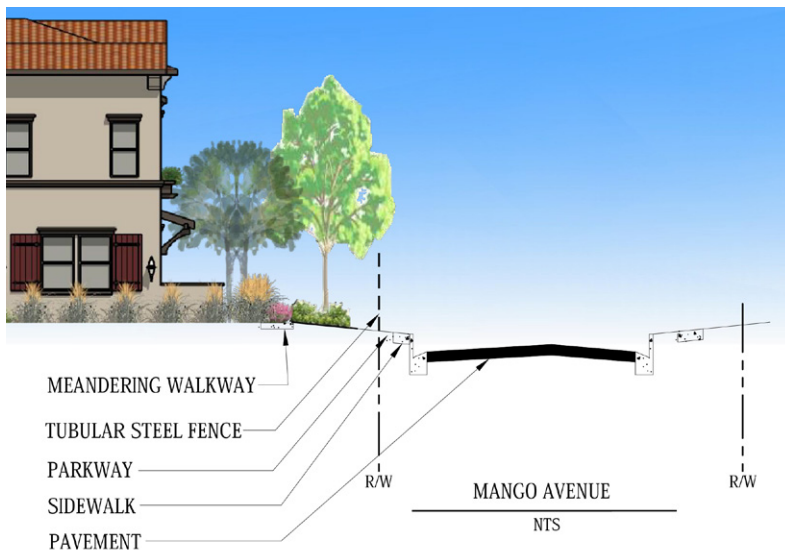 MEANDERING WALKWAY
TUBULAR STEEL FENCE
PARKWAY
SIDEWALK
PAVEMENT
R/W
MANGO AVENUE
NTS
R/W